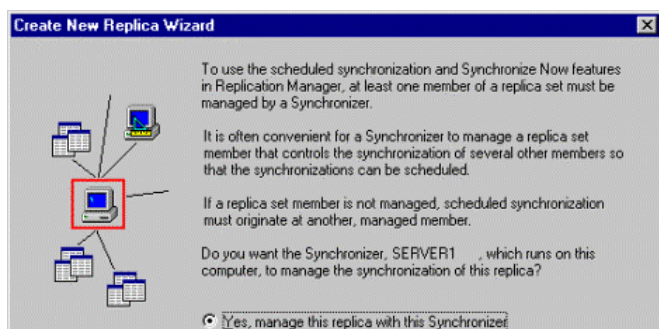 Create New Replica Wizard
To use the scheduled synchronization and Synchronize Now features
in Replication Manager, at least one member of a replica set must be
managed by a Synchronizer.
It is often convenient for a Synchronizer to manage a replica set
member that controls the synchronization of several other members so
that the synchronizations can be scheduled.
If a replica set member is not managed, scheduled synchronization
must originate at another, managed member.
Do you want the Synchronizer, SERVER1 , which runs on this
computer, to manage the synchronization of this replica?
Yes, manage this replica with this Synchronizer